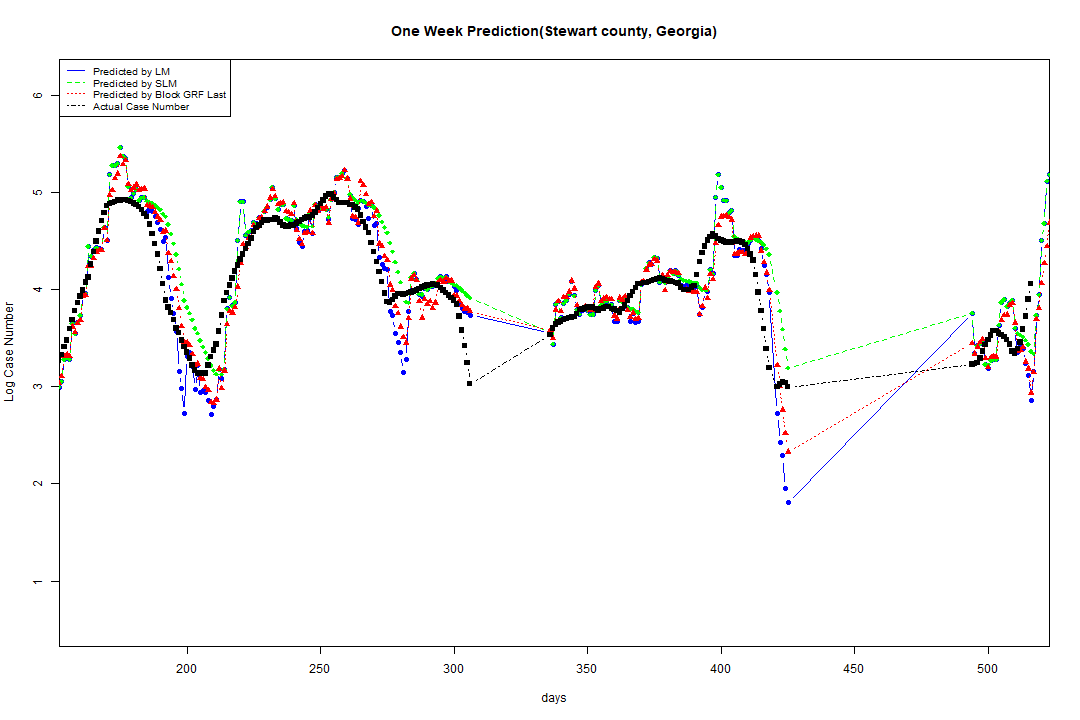 One Week Prediction(Stewart county, Georgia)
Predicted by LM
Predicted by SLM
Predicted by Block GRF Last
Actual Case Number
6
5
4
3
2
1
Log Case Number
200 250 300 350 400 450 500
days